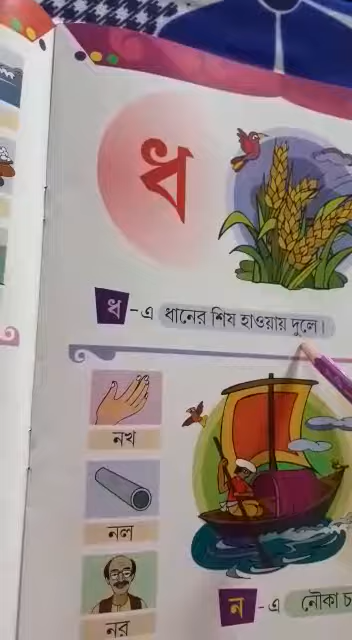 ধ
ধ-এ ধানের শিষ হাওয়ায় দুলে।
নখ
নল
নর
ন-এ নৌকা